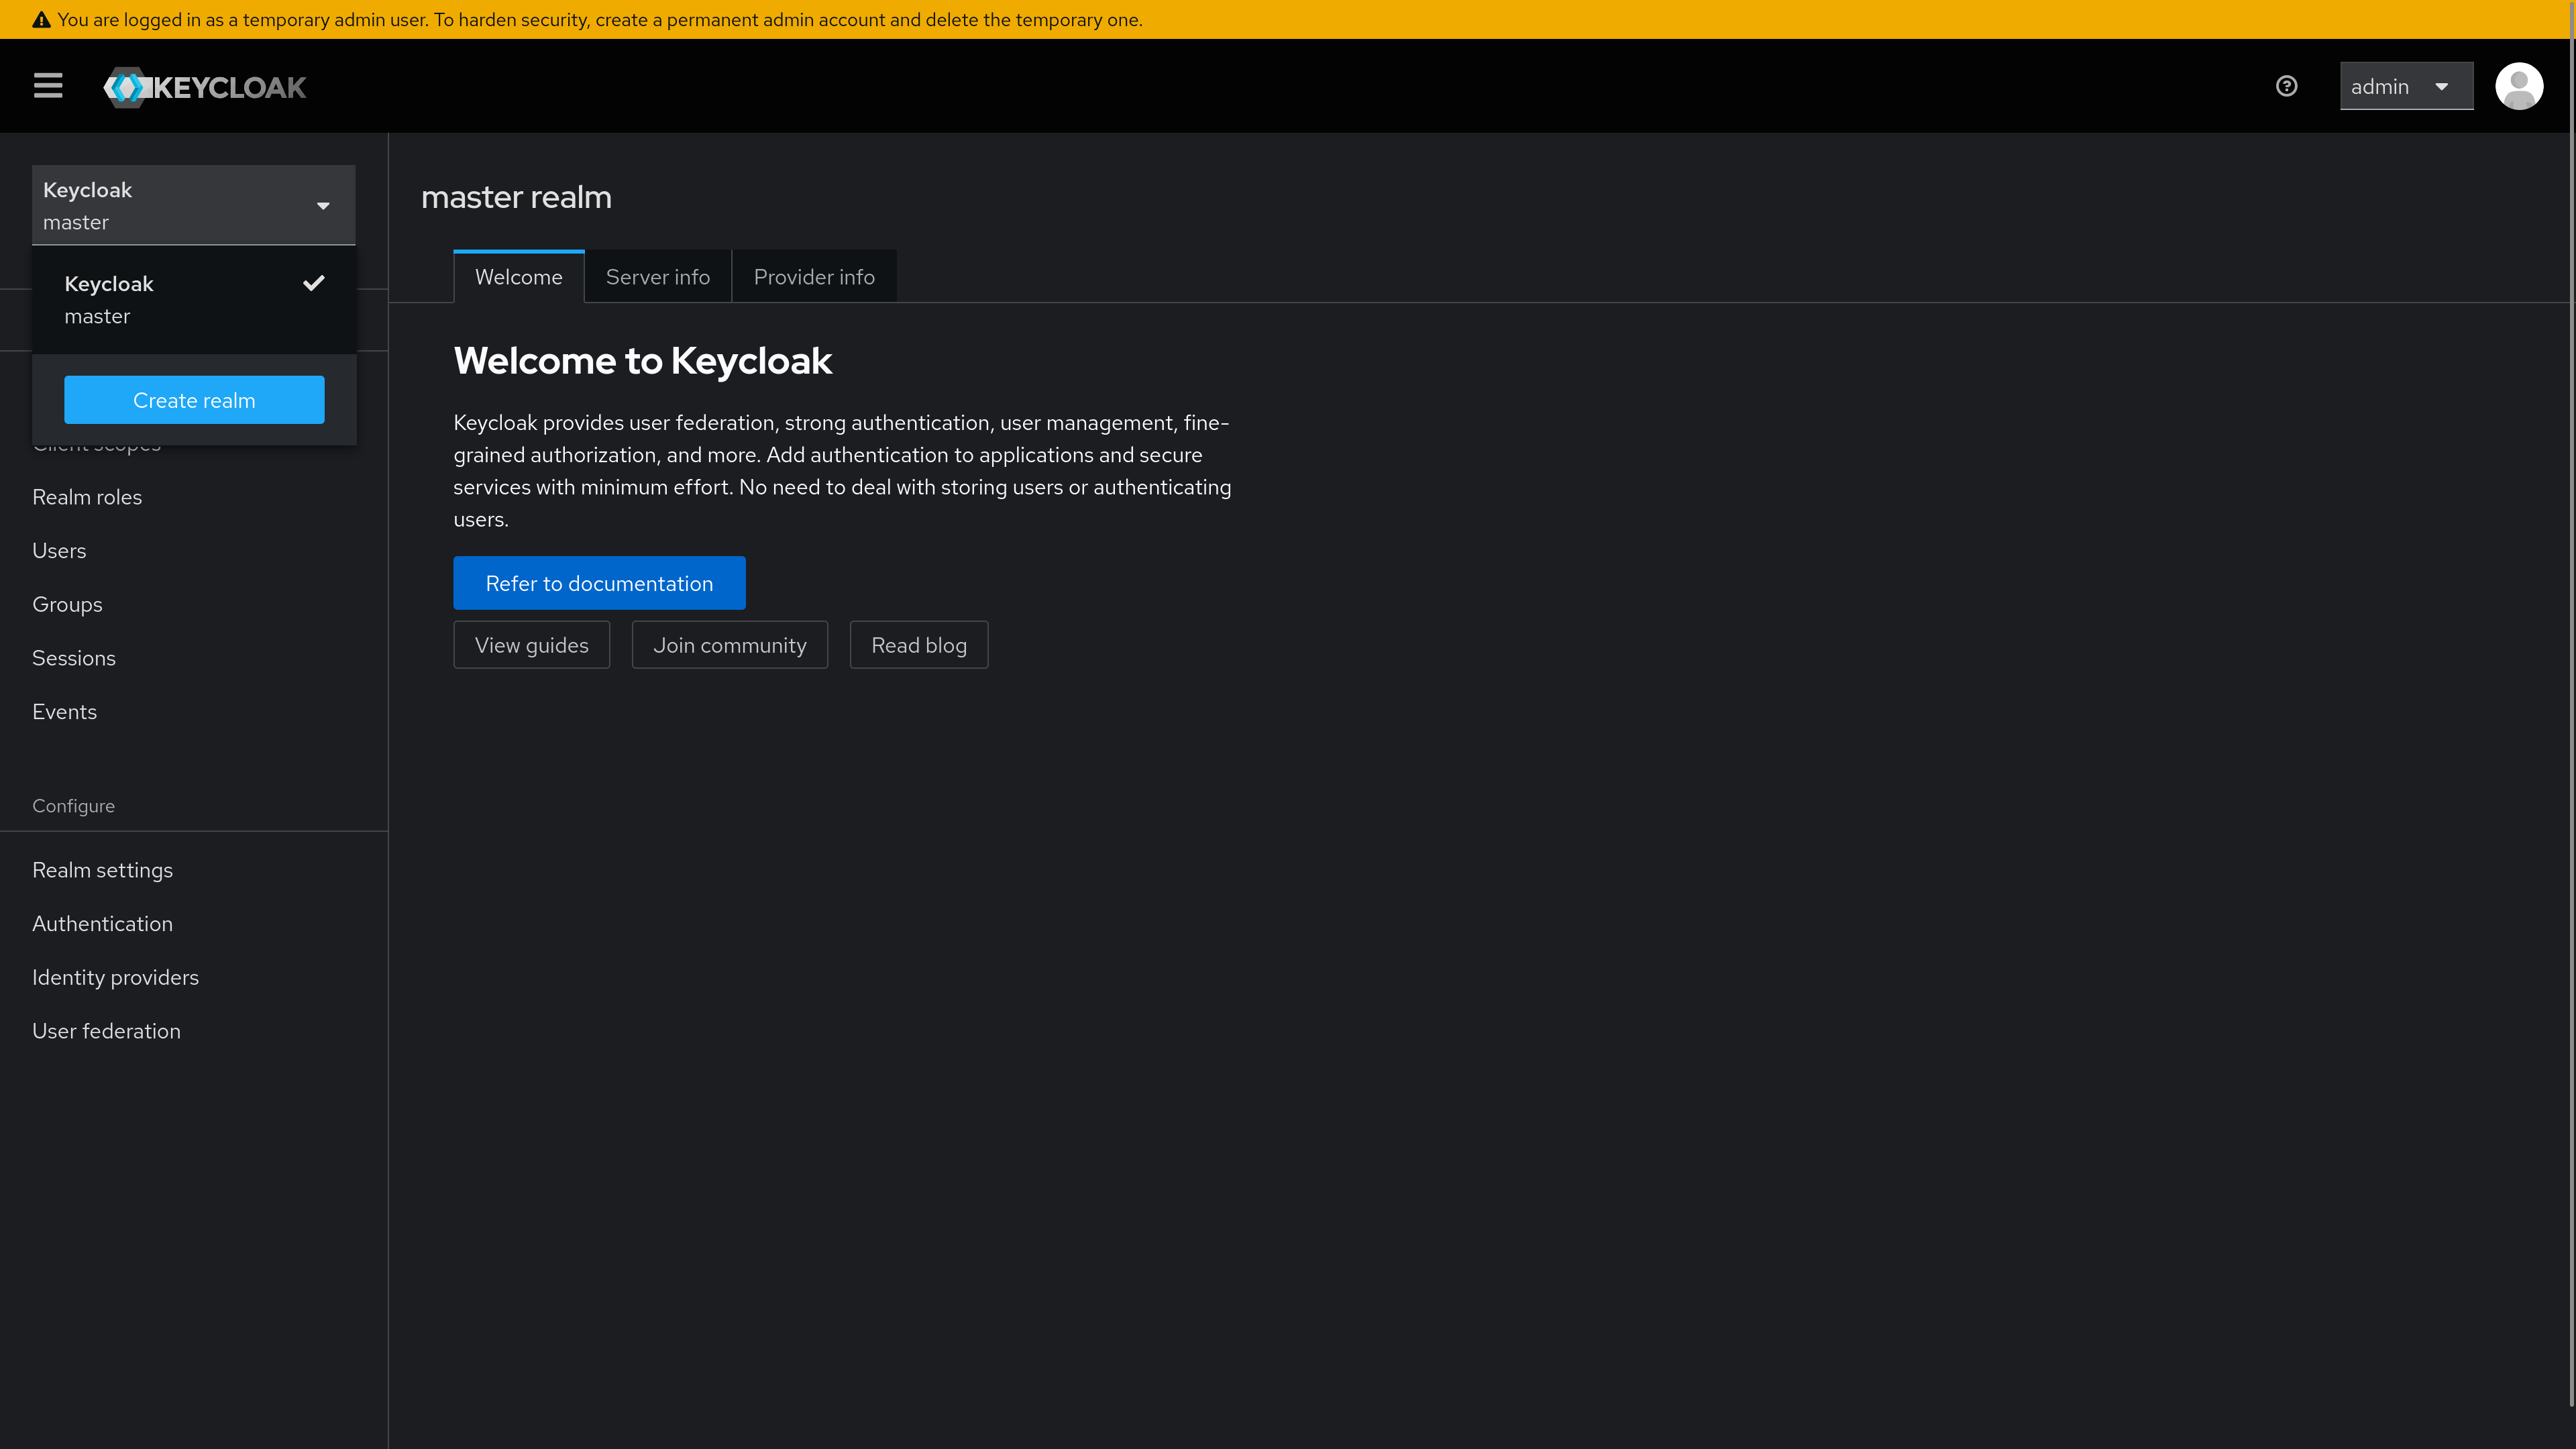 You are logged in as a temporary admin user. To harden security, create a permanent admin account and delete the temporary one.
KEYCLOAK
admin
Keycloak
master
Keycloak
master
Create realm
Client scopes
Realm roles
Users
Groups
Sessions
Events
Configure
Realm settings
Authentication
Identity providers
User federation
master realm
Welcome
Server info
Provider info
Welcome to Keycloak
Keycloak provides user federation, strong authentication, user management, fine-
grained authorization, and more. Add authentication to applications and secure
services with minimum effort. No need to deal with storing users or authenticating
users.
Refer to documentation
View guides
Join community
Read blog